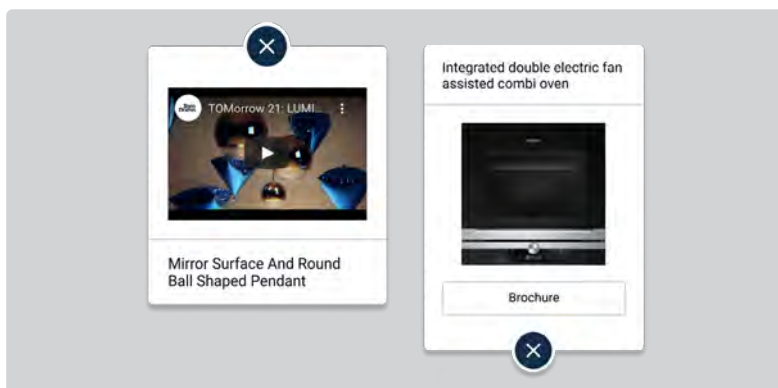 TOMorrow 21: LUMI...
Mirror Surface And Round
Ball Shaped Pendant
Integrated double electric fan
assisted combi oven
Brochure